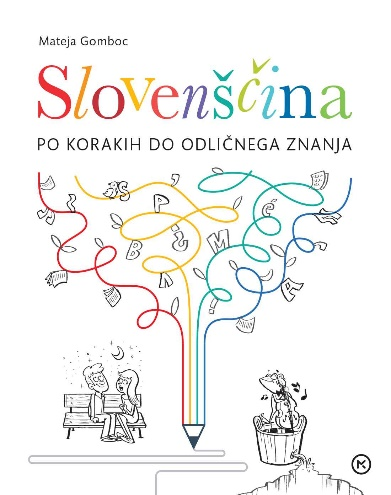 Mateja Gomboc
Slovenščina
PO KORAKIH DO ODLIČNEGA ZNANJA